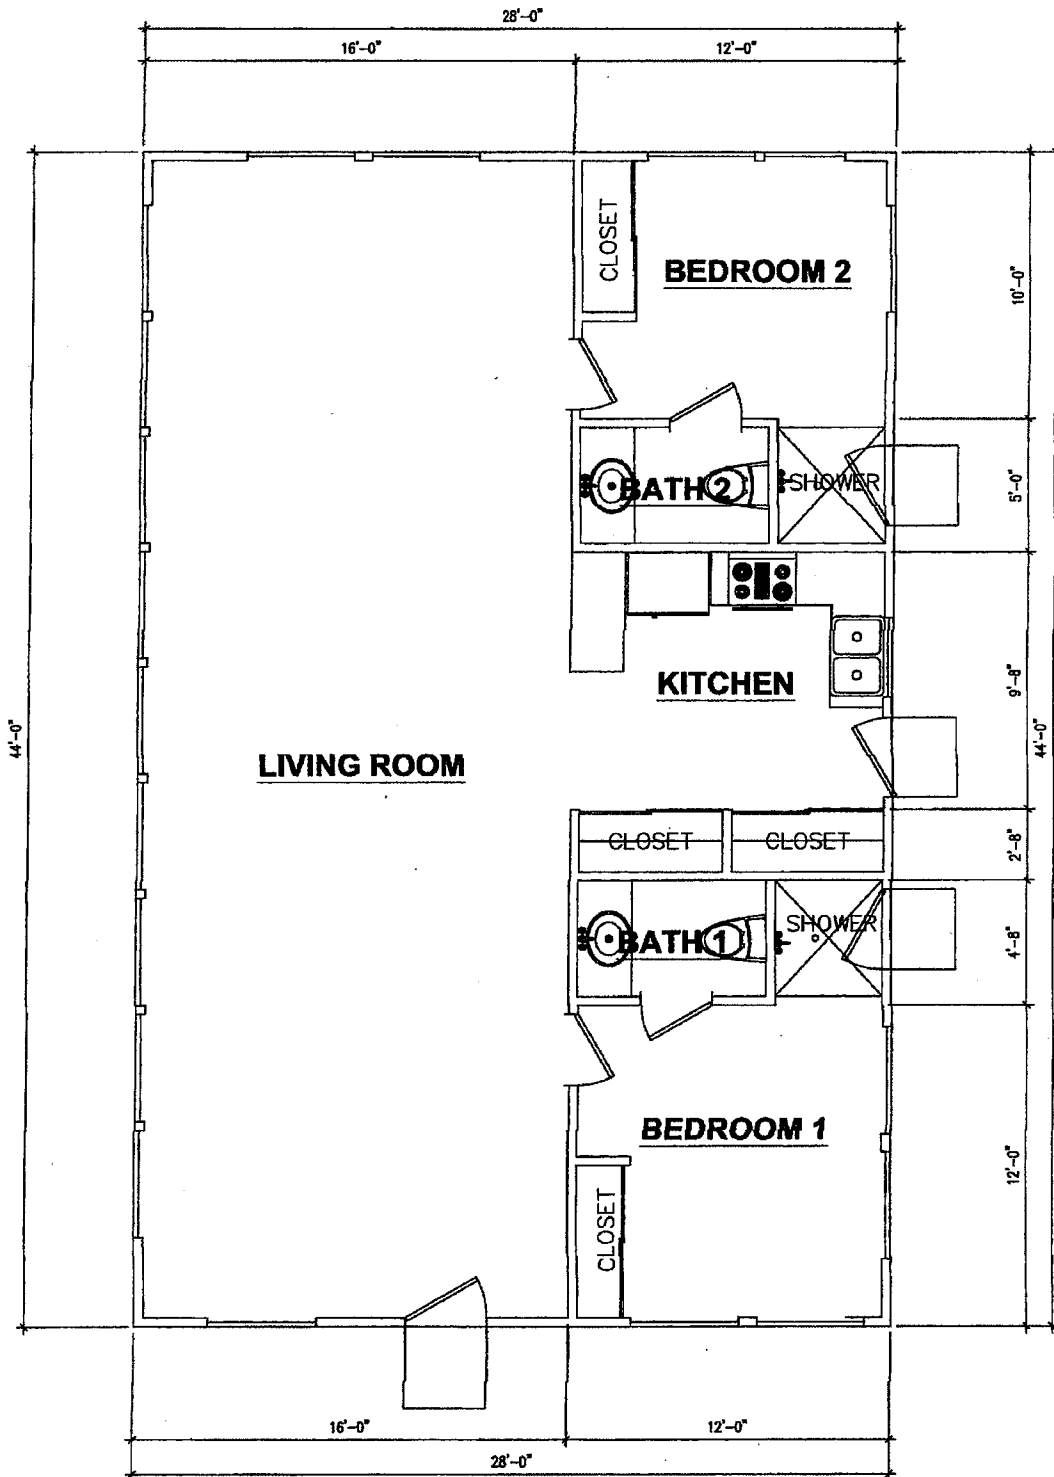 28'-0"
16'-0"
12'-0"
CLOSET
BEDROOM 2
10'-0"
BATH 2
SHOWER
5'-0"
KITCHEN
9'-8"
44'-0"
44'-0"
LIVING ROOM
CLOSET
CLOSET
2'-8"
BATH 1
SHOWER
4'-8"
BEDROOM 1
12'-0"
CLOSET
16'-0"
12'-0"
28'-0"